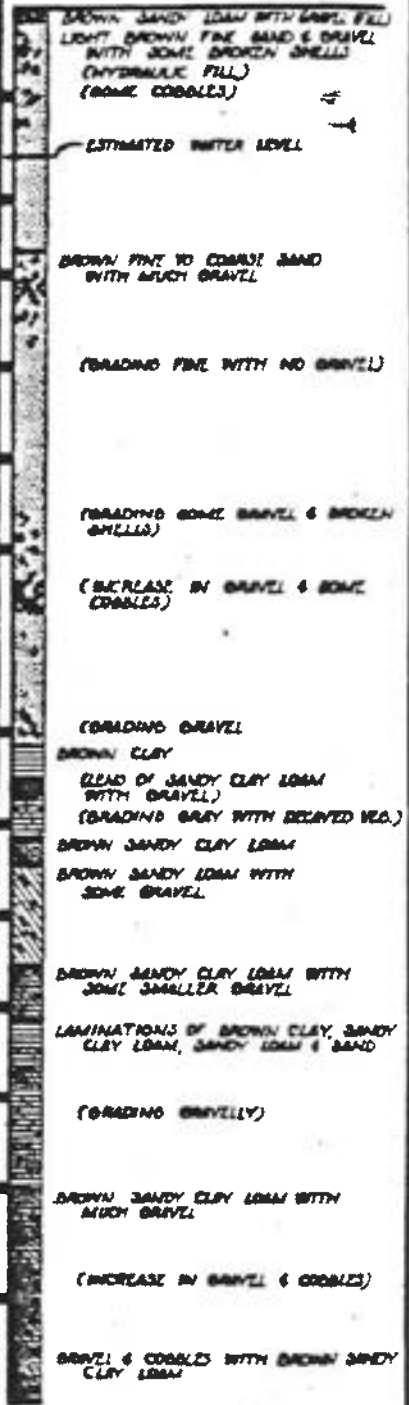 BROWN SANDY LOAM WITH GRAVEL (FILL)
LIGHT BROWN FINE SAND & GRAVEL
WITH SOME BROKEN SHELLS
(HYDRAULIC FILL)
(SOME COBBLES)
ESTIMATED WATER LEVEL
BROWN FINE TO COARSE SAND
WITH MUCH GRAVEL
(GRADING FINE WITH NO GRAVEL)
(GRADING SOME GRAVEL & BROKEN
SHELLS)
(INCREASE IN GRAVEL & SOME
COBBLES)
(GRADING GRAVEL
BROWN CLAY
(LENS OF SANDY CLAY LOAM
WITH GRAVEL)
(GRADING GRAY WITH DECAYED VEG.)
BROWN SANDY CLAY LOAM
BROWN SANDY LOAM WITH
SOME GRAVEL
BROWN SANDY CLAY LOAM WITH
SOME SMALLER GRAVEL
LAMINATIONS OF BROWN CLAY, SANDY
CLAY LOAM, SANDY LOAM & SAND
(GRADING GRAVELLY)
BROWN SANDY CLAY LOAM WITH
MUCH GRAVEL
(INCREASE IN GRAVEL & COBBLES)
GRAVEL & COBBLES WITH BROWN SANDY
CLAY LOAM